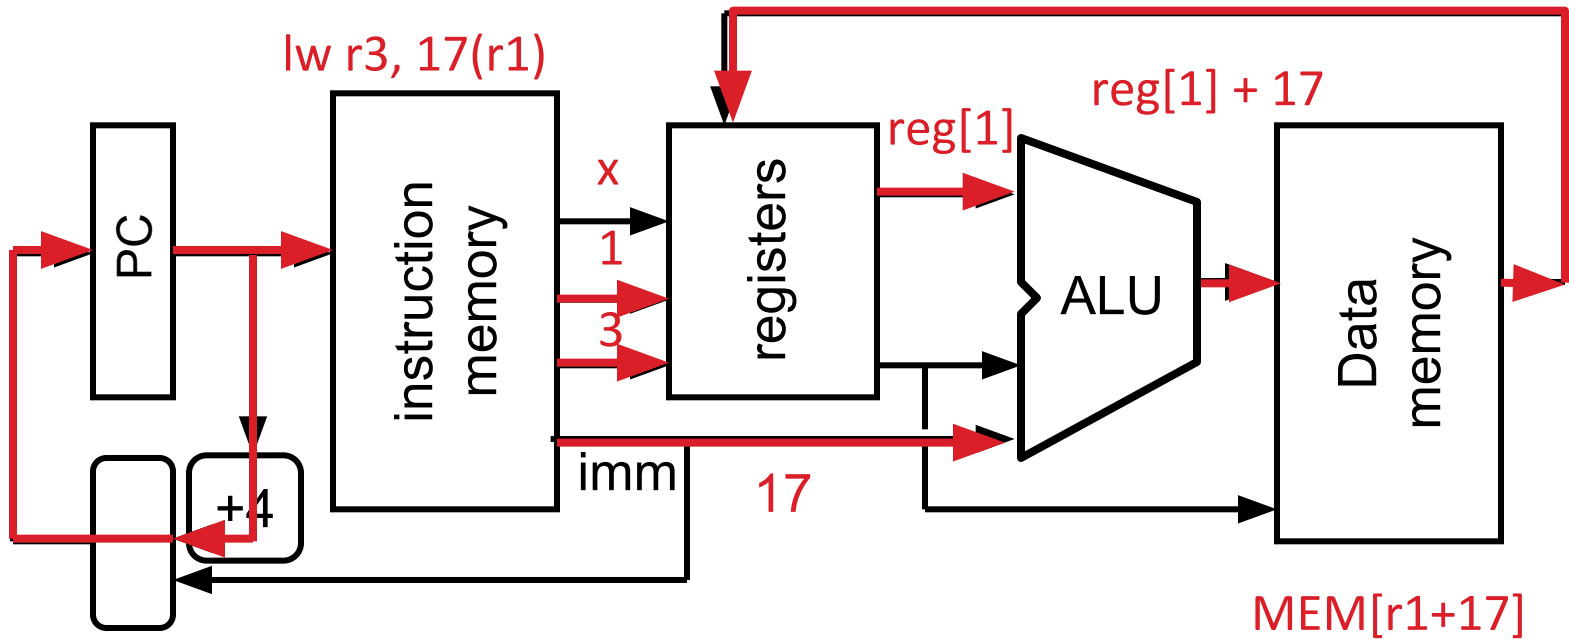 lw r3, 17(r1)
reg[1] + 17
reg[1]
x
1
3
PC
instruction
memory
registers
ALU
Data
memory
imm
17
+4
MEM[r1+17]